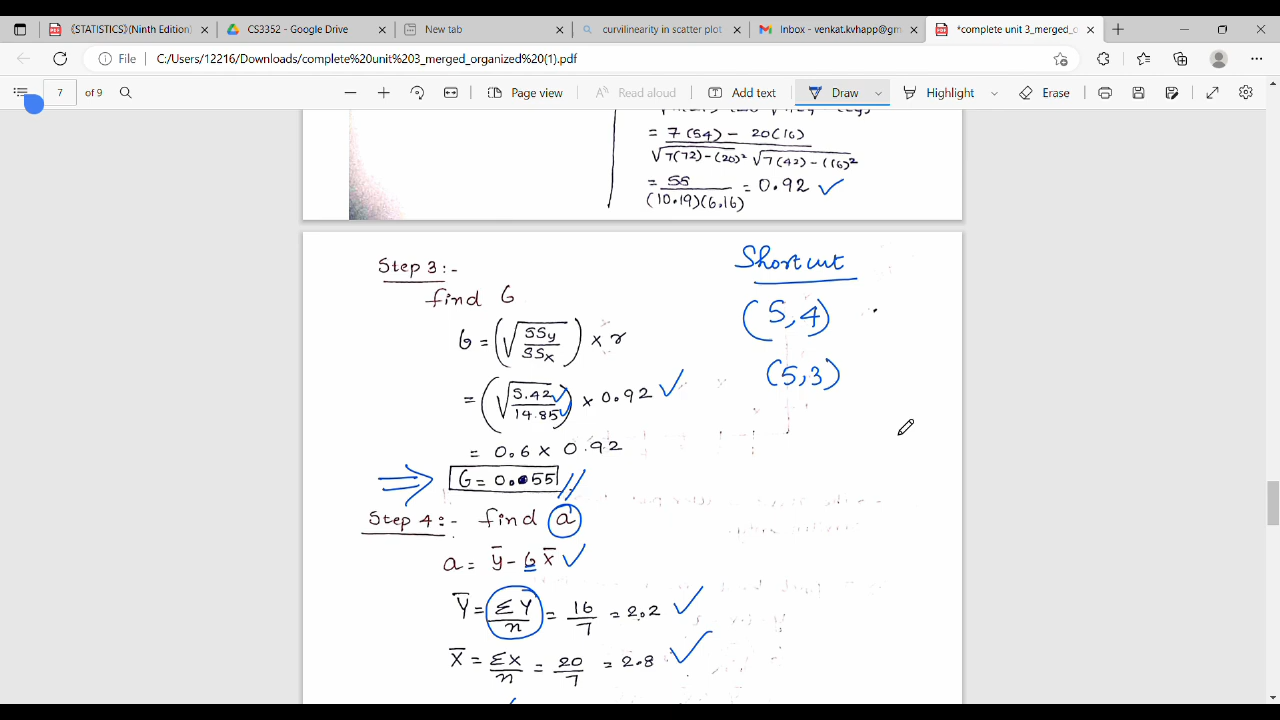 《STATISTICS》(Ninth Edition)
CS3352 - Google Drive
New tab
curvilinearity in scatter plot
Inbox - venkat.kvhapp@gm
*complete unit 3_merged_o
File
C:/Users/12216/Downloads/complete%20unit%203_merged_organized%20(1).pdf
7 of 9
Page view
Read aloud
Add text
Draw
Highlight
Erase
= 7(54) - 20(16)
√7(72)-(20)² √7(42)-(16)²
= 55
(10.19)(6.16)
= 0.92 ✓
Step 3:-
find b
b = (√SSy/SSx) × r
= (√5.42/14.85) × 0.92 ✓
= 0.6 × 0.92
⇒ b = 0.055 //
Step 4:- find a
a = y̅ - b x̅ ✓
Y̅ = ΣY/n = 16/7 = 2.2 ✓
X̅ = ΣX/n = 20/7 = 2.8 ✓
Short cut
(5,4)
(5,3)